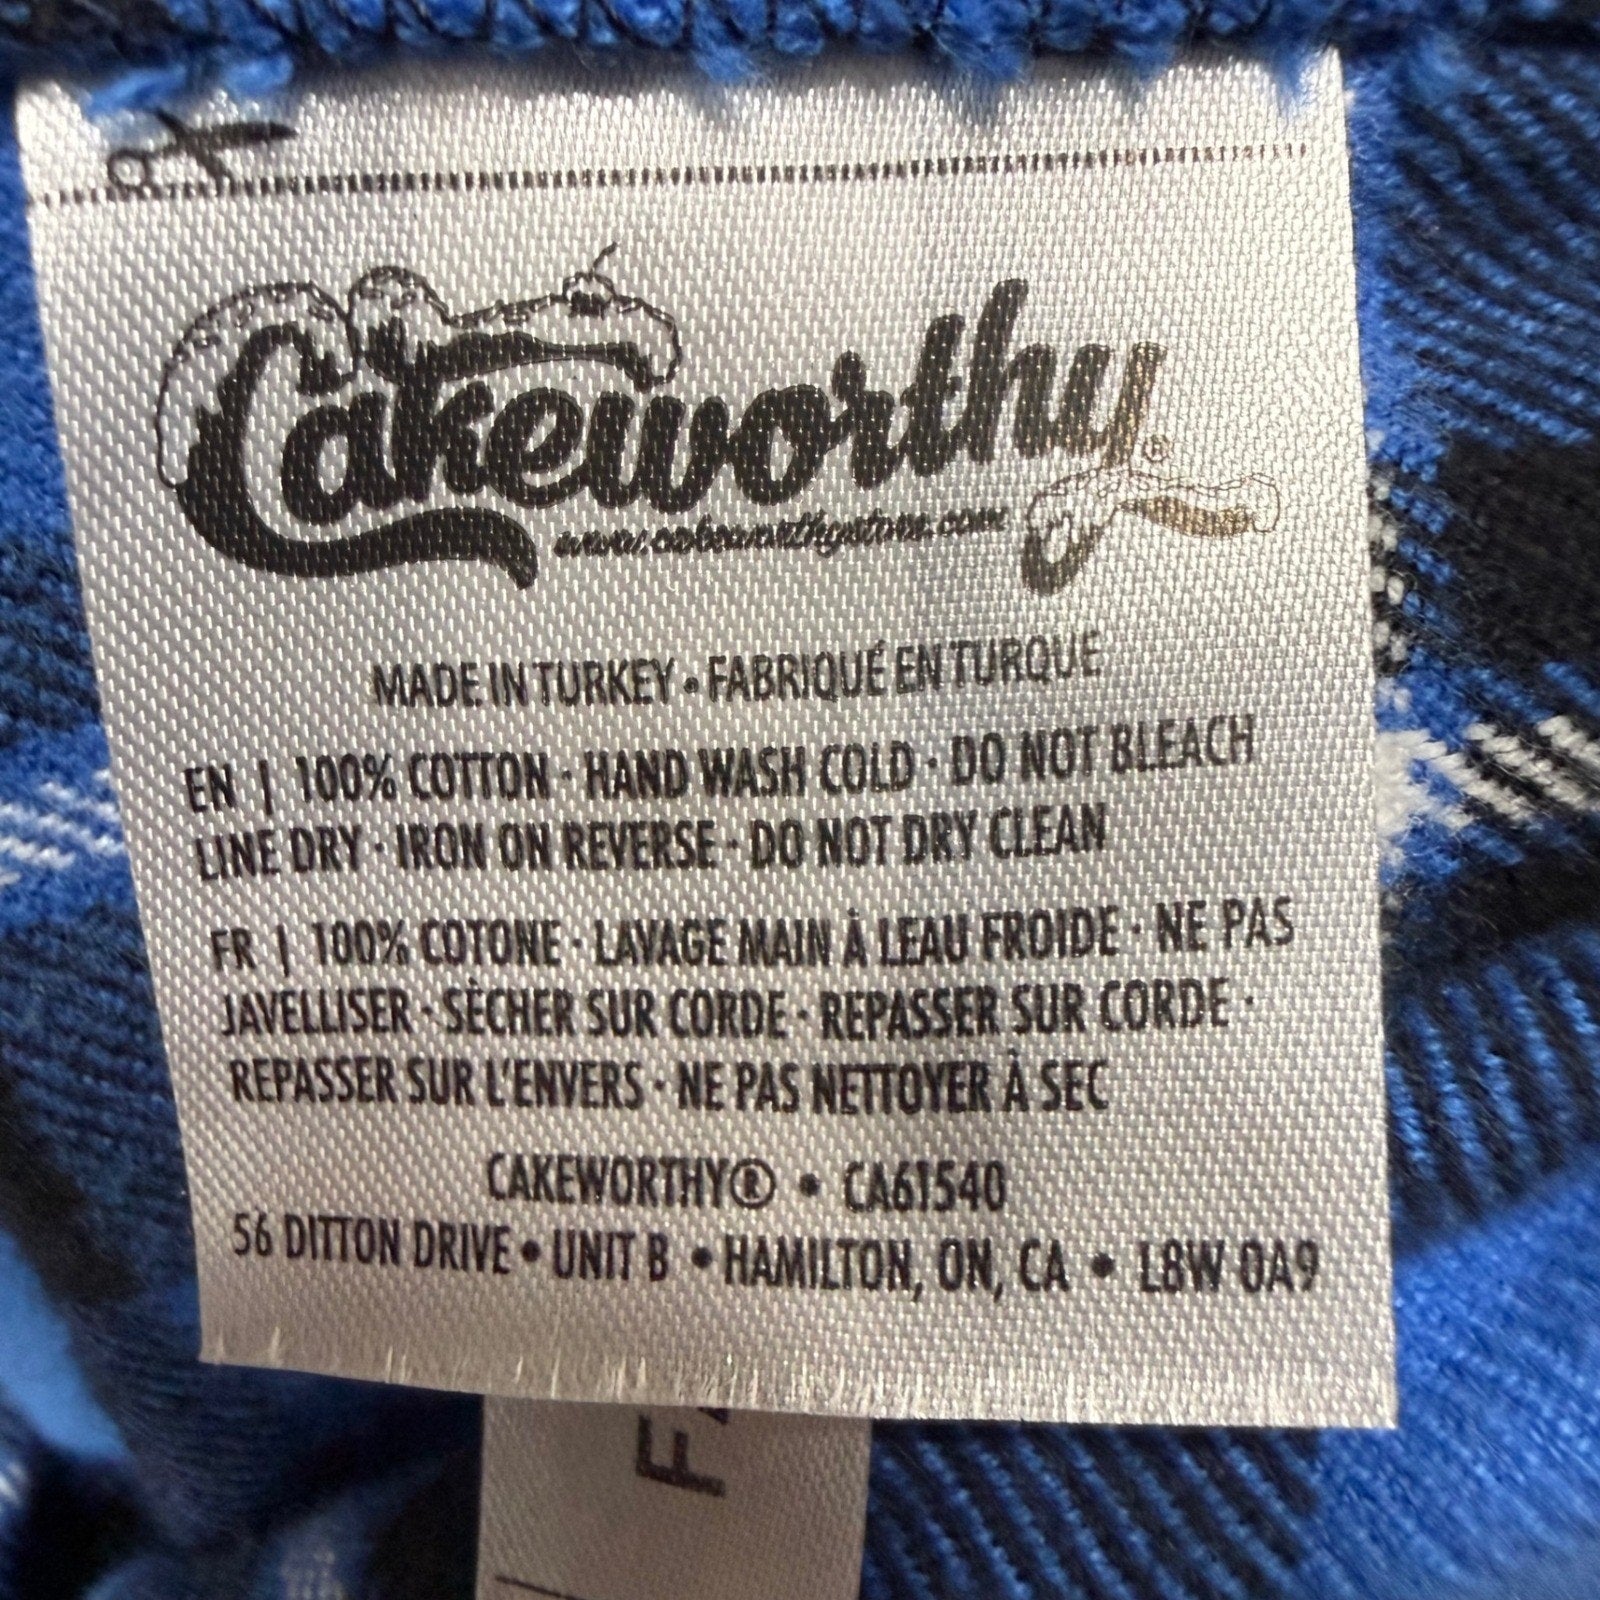 Cakeworthy®
www.cakeworthystore.com
MADE IN TURKEY • FABRIQUÉ EN TURQUE
EN | 100% COTTON · HAND WASH COLD · DO NOT BLEACH
LINE DRY · IRON ON REVERSE · DO NOT DRY CLEAN
FR | 100% COTONE · LAVAGE MAIN À LEAU FROIDE · NE PAS
JAVELLISER · SÈCHER SUR CORDE · REPASSER SUR CORDE ·
REPASSER SUR L'ENVERS · NE PAS NETTOYER À SEC
CAKEWORTHY® • CA61540
56 DITTON DRIVE • UNIT B • HAMILTON, ON, CA • L8W 0A9